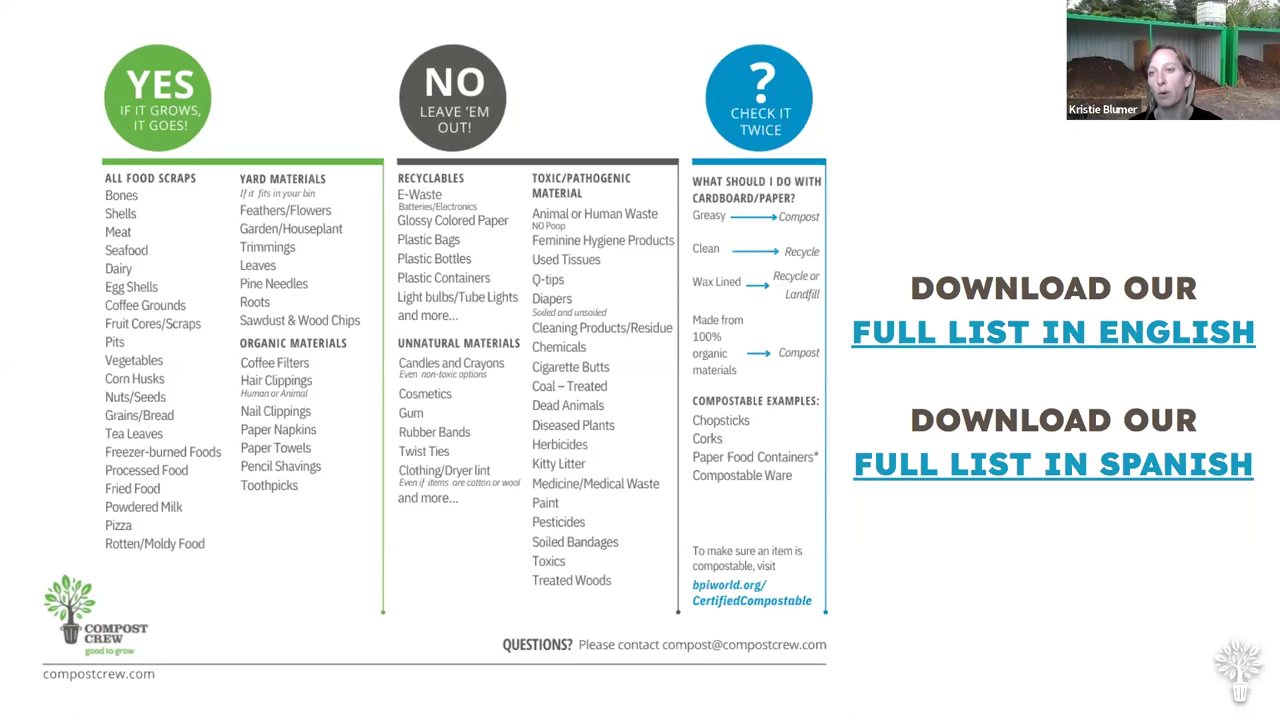 YES
IF IT GROWS,
IT GOES!
ALL FOOD SCRAPS
Bones
Shells
Meat
Seafood
Dairy
Egg Shells
Coffee Grounds
Fruit Cores/Scraps
Pits
Vegetables
Corn Husks
Nuts/Seeds
Grains/Bread
Tea Leaves
Freezer-burned Foods
Processed Food
Fried Food
Powdered Milk
Pizza
Rotten/Moldy Food
YARD MATERIALS
If it fits in your bin
Feathers/Flowers
Garden/Houseplant
Trimmings
Leaves
Pine Needles
Roots
Sawdust & Wood Chips
ORGANIC MATERIALS
Coffee Filters
Hair Clippings
Human or Animal
Nail Clippings
Paper Napkins
Paper Towels
Pencil Shavings
Toothpicks
NO
LEAVE 'EM
OUT!
RECYCLABLES
E-Waste
Batteries/Electronics
Glossy Colored Paper
Plastic Bags
Plastic Bottles
Plastic Containers
Light bulbs/Tube Lights
and more...
UNNATURAL MATERIALS
Candles and Crayons
Even non-toxic options
Cosmetics
Gum
Rubber Bands
Twist Ties
Clothing/Dryer lint
Even if items are cotton or wool
and more...
TOXIC/PATHOGENIC
MATERIAL
Animal or Human Waste
NO Poop
Feminine Hygiene Products
Used Tissues
Q-tips
Diapers
Soiled and unsoiled
Cleaning Products/Residue
Chemicals
Cigarette Butts
Coal – Treated
Dead Animals
Diseased Plants
Herbicides
Kitty Litter
Medicine/Medical Waste
Paint
Pesticides
Soiled Bandages
Toxics
Treated Woods
?
CHECK IT
TWICE
WHAT SHOULD I DO WITH
CARDBOARD/PAPER?
Greasy Compost
Clean Recycle
Wax Lined Recycle or
Landfill
Made from
100%
organic Compost
materials
COMPOSTABLE EXAMPLES:
Chopsticks
Corks
Paper Food Containers*
Compostable Ware
To make sure an item is
compostable, visit
bpiworld.org/
CertifiedCompostable
COMPOST
CREW
good to grow
QUESTIONS? Please contact compost@compostcrew.com
compostcrew.com
DOWNLOAD OUR
FULL LIST IN ENGLISH
DOWNLOAD OUR
FULL LIST IN SPANISH
Kristie Blumer